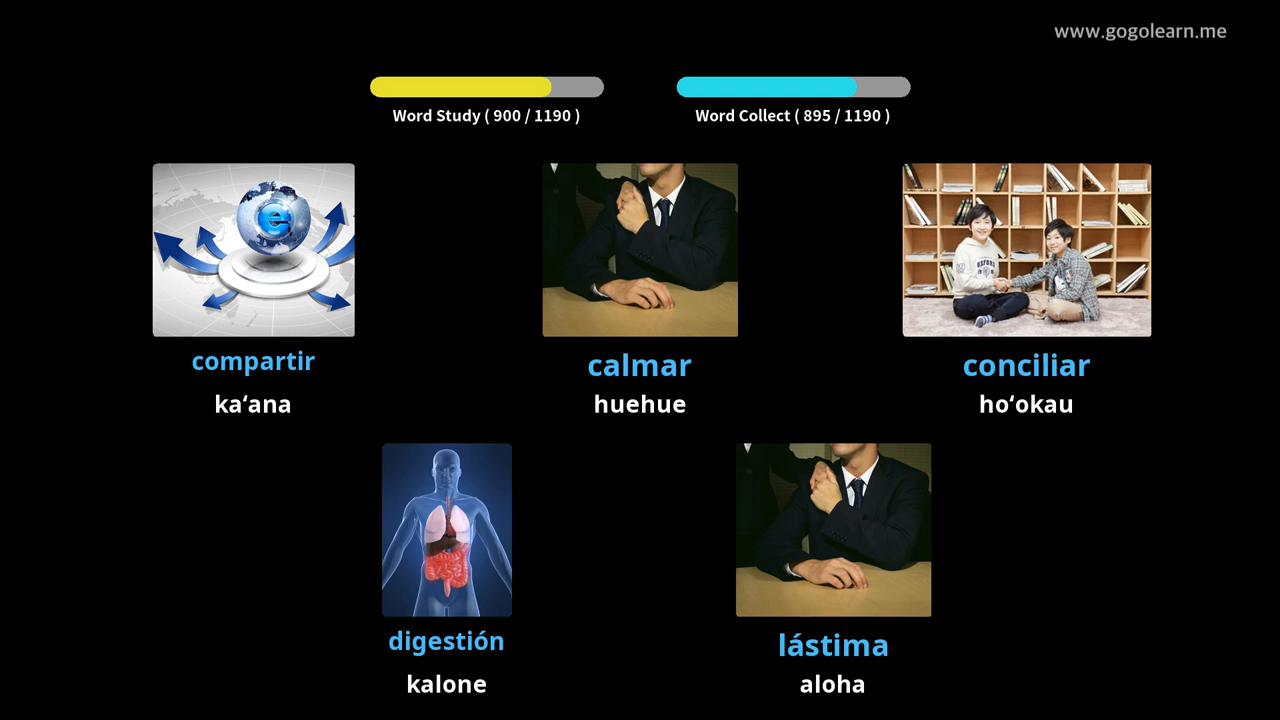 www.gogolearn.me
Word Study ( 900 / 1190 )
Word Collect ( 895 / 1190 )
compartir
kaʻana
calmar
huehue
OXFORD
conciliar
hoʻokau
digestión
kalone
lástima
aloha